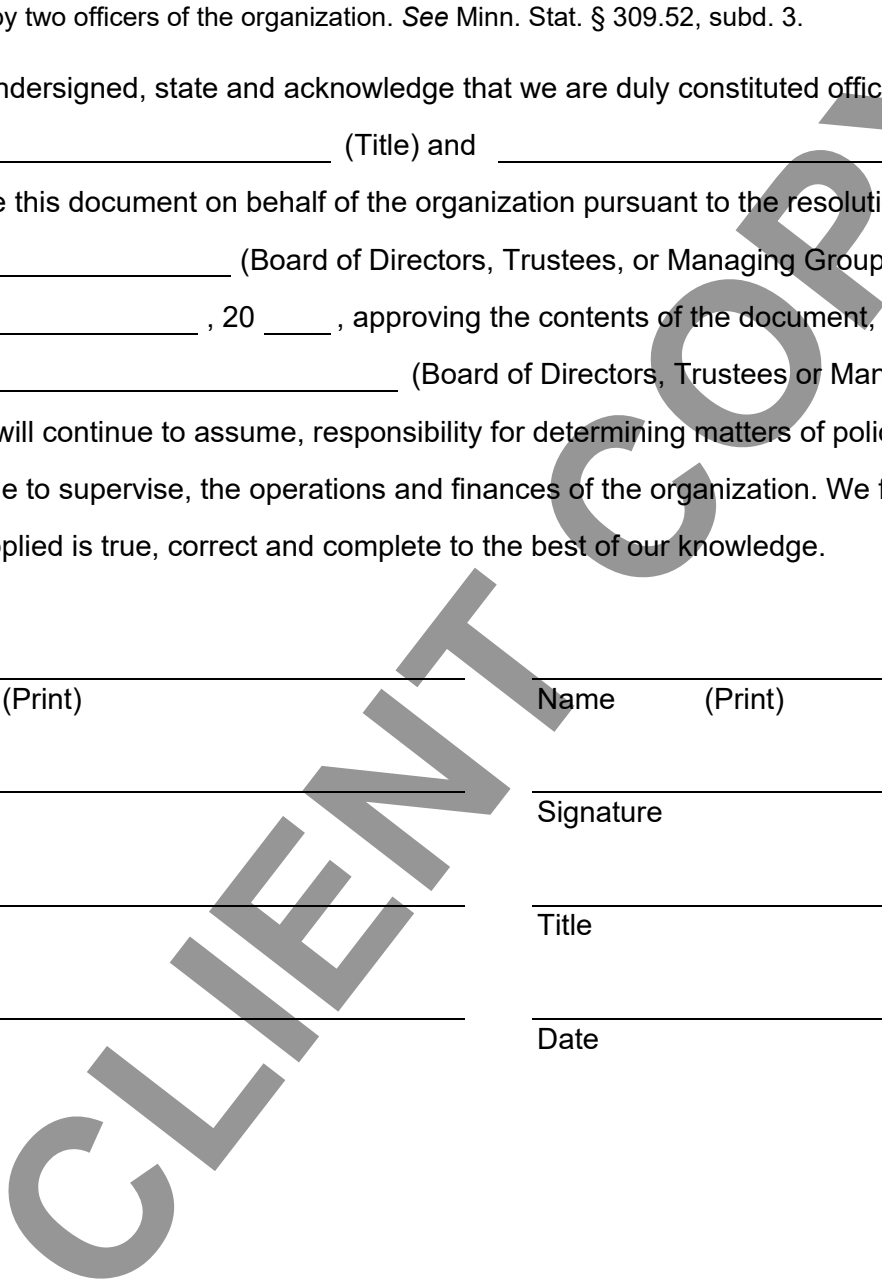 by two officers of the organization. See Minn. Stat. § 309.52, subd. 3.
ndersigned, state and acknowledge that we are duly constituted offic
(Title) and
e this document on behalf of the organization pursuant to the resoluti
(Board of Directors, Trustees, or Managing Group
, 20 ____ , approving the contents of the document,
(Board of Directors, Trustees or Man
will continue to assume, responsibility for determining matters of polic
e to supervise, the operations and finances of the organization. We f
plied is true, correct and complete to the best of our knowledge.
(Print)
Name (Print)
Signature
Title
Date
CLIENT COPY